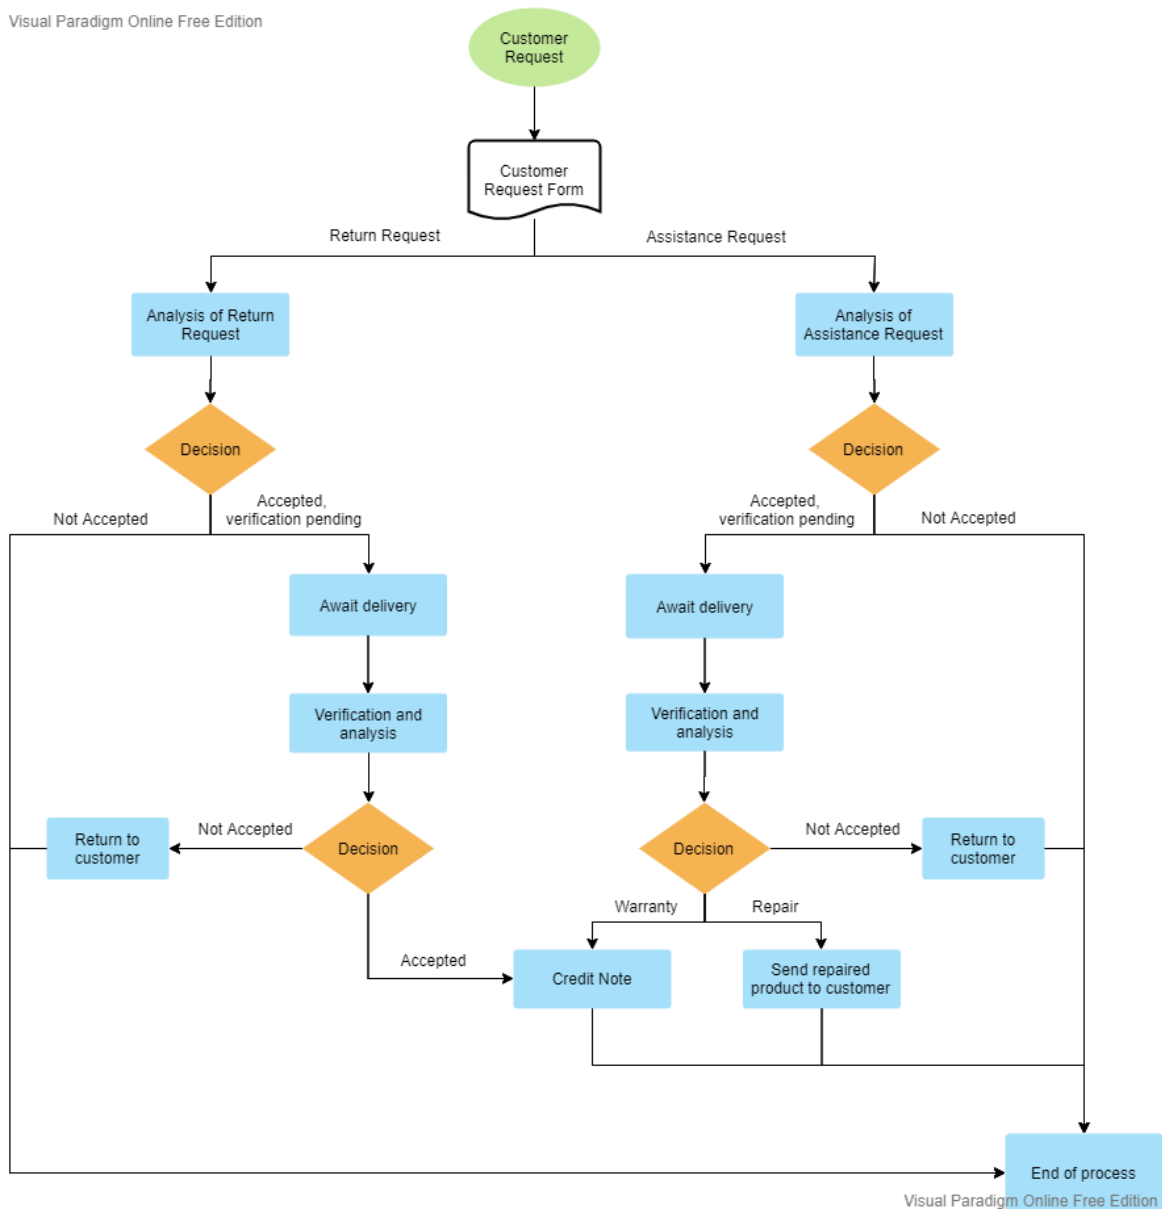 Visual Paradigm Online Free Edition
Customer
Request
Customer
Request Form
Return Request
Assistance Request
Analysis of Return
Request
Analysis of
Assistance Request
Decision
Decision
Not Accepted
Accepted,
verification pending
Accepted,
verification pending
Not Accepted
Await delivery
Await delivery
Verification and
analysis
Verification and
analysis
Return to
customer
Not Accepted
Decision
Decision
Not Accepted
Return to
customer
Warranty
Repair
Accepted
Credit Note
Send repaired
product to customer
End of process
Visual Paradigm Online Free Edition